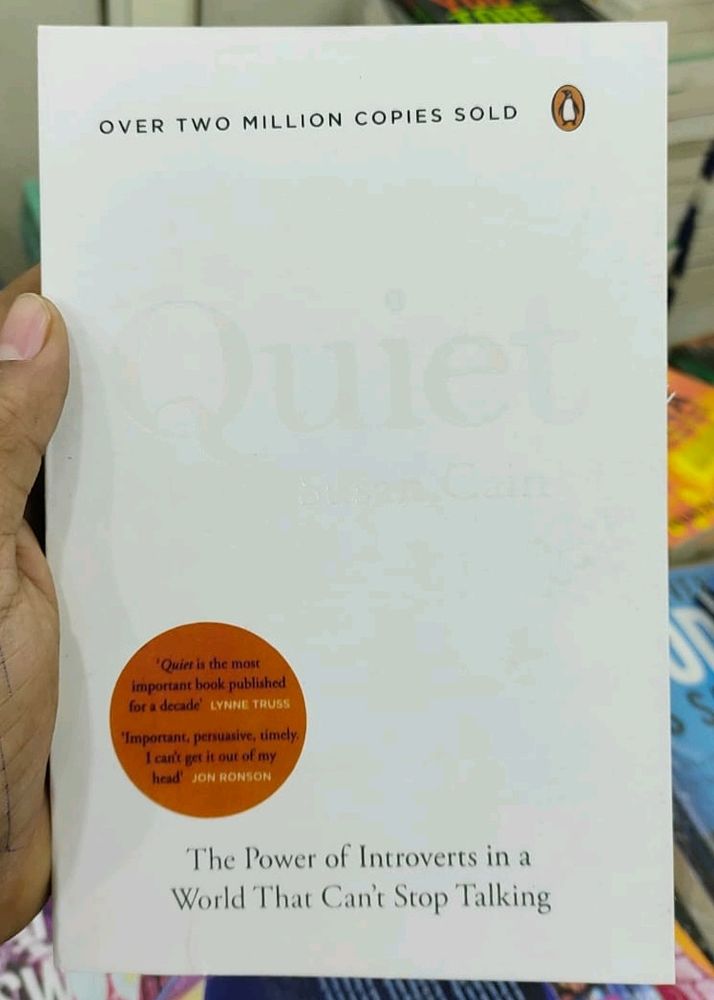 OVER TWO MILLION COPIES SOLD
Quiet
Susan Cain
'Quiet is the most
important book published
for a decade' LYNNE TRUSS
'Important, persuasive, timely.
I can't get it out of my
head' JON RONSON
The Power of Introverts in a
World That Can't Stop Talking